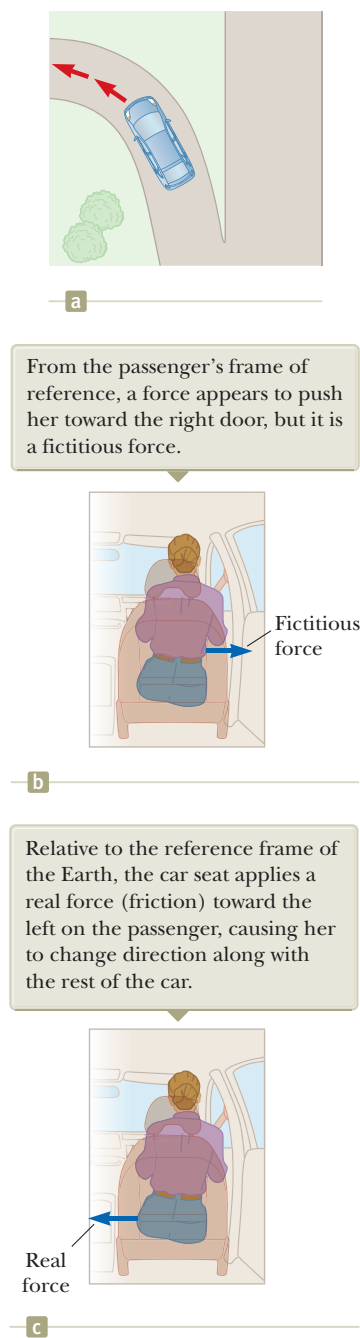 a
From the passenger’s frame of
reference, a force appears to push
her toward the right door, but it is
a fictitious force.
Fictitious
force
b
Relative to the reference frame of
the Earth, the car seat applies a
real force (friction) toward the
left on the passenger, causing her
to change direction along with
the rest of the car.
Real
force
c